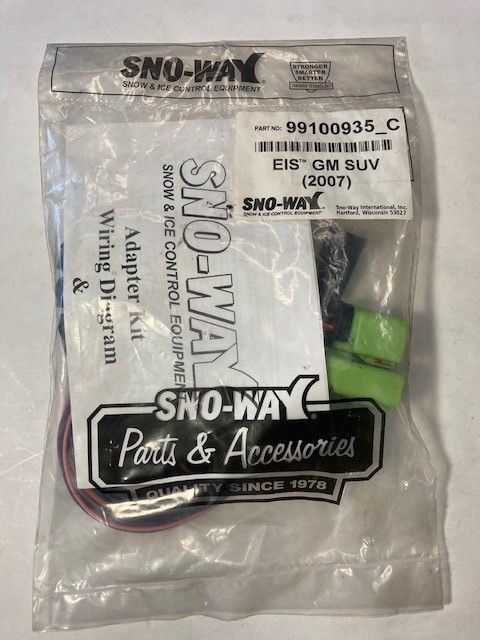 SNO-WAY
SNOW & ICE CONTROL EQUIPMENT
STRONGER
SMARTER
BETTER
THROUGH TECHNOLOGY
PART NO: 99100935_C
EIS™ GM SUV
(2007)
SNO-WAY®
SNOW & ICE CONTROL EQUIPMENT
Sno-Way International, Inc.
Hartford, Wisconsin 53027
SNO-WAY
SNOW & ICE CONTROL EQUIPMENT
Adapter Kit
&
Wiring Diagram
SNO-WAY®
Parts & Accessories
QUALITY SINCE 1978